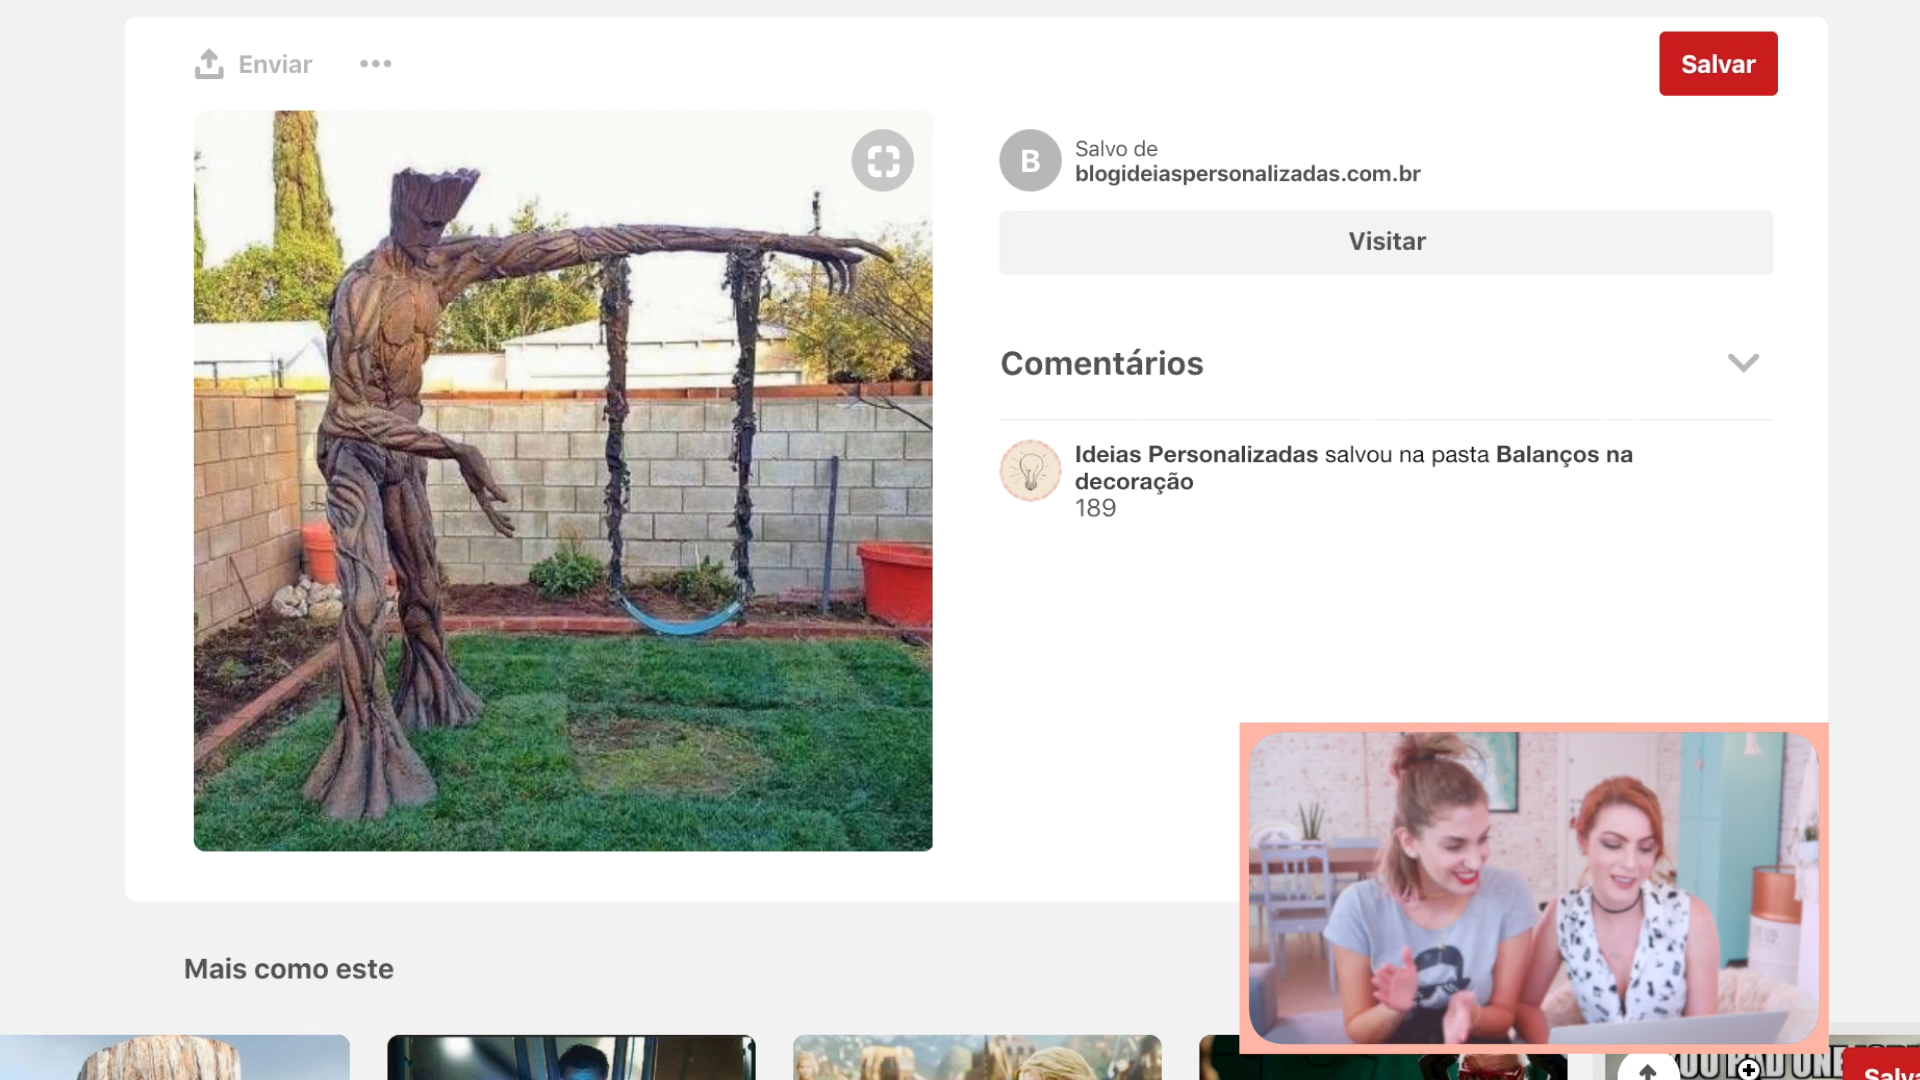 Enviar
Salvar
B
Salvo de
blogideiaspersonalizadas.com.br
Visitar
Comentários
Ideias Personalizadas salvou na pasta Balanços na
decoração
189
Mais como este